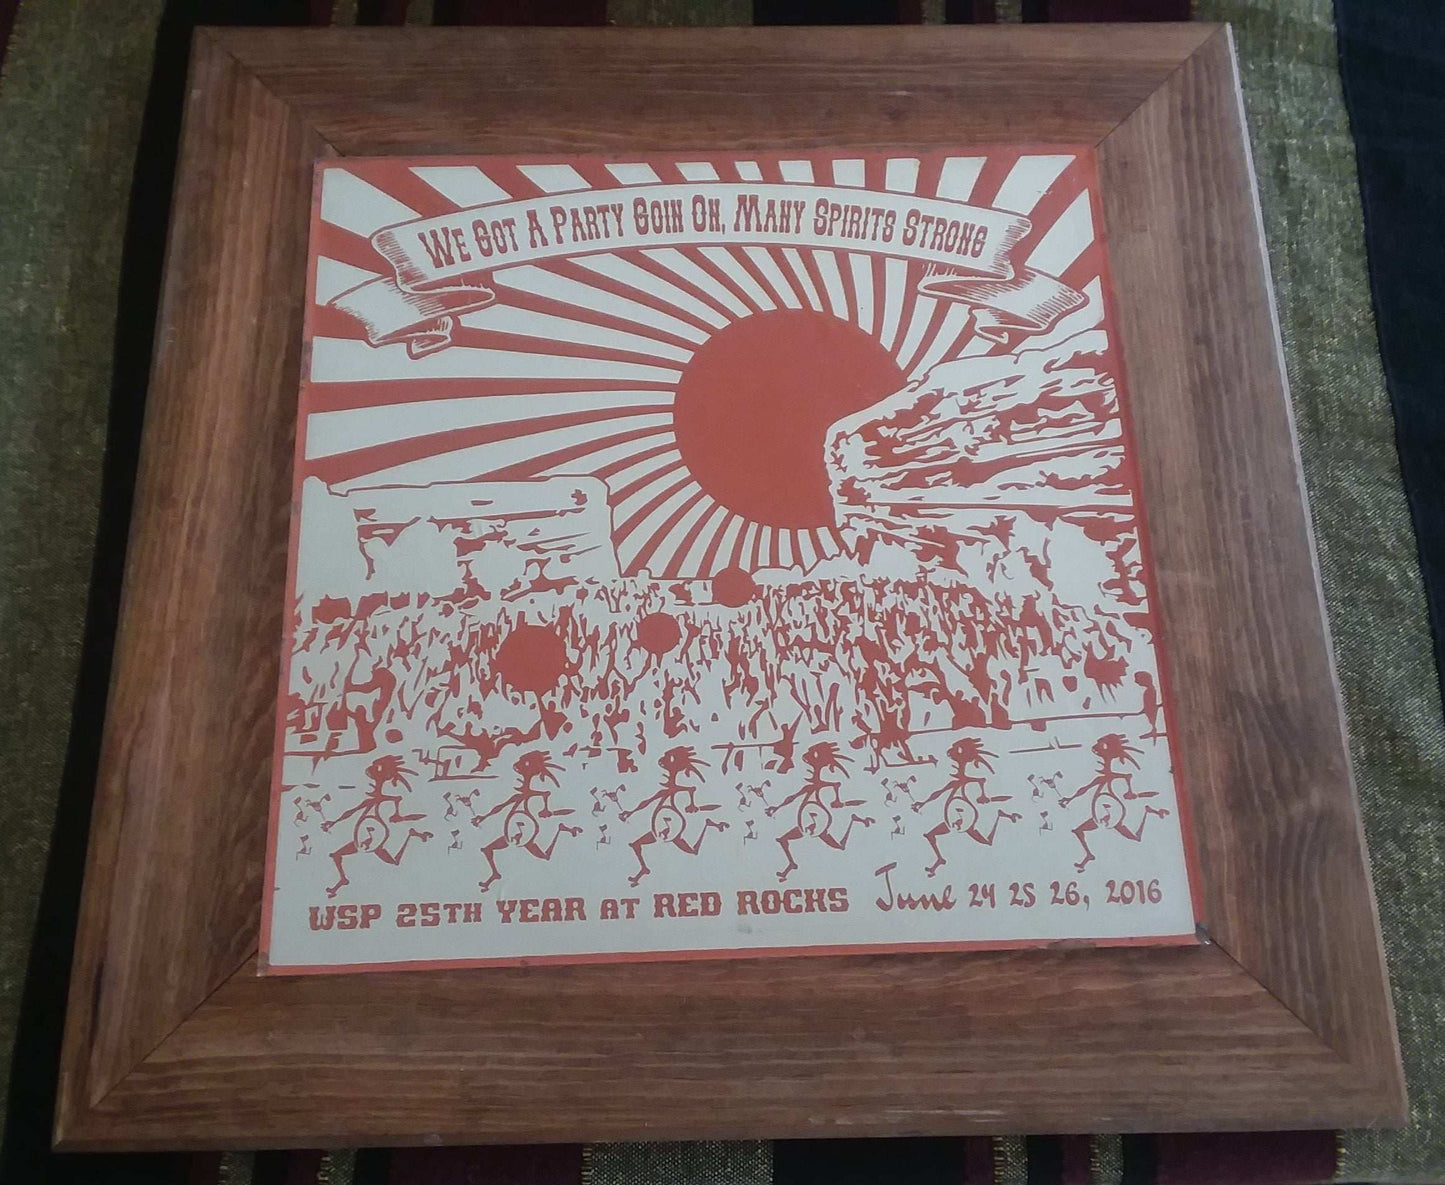 We Got A Party Goin On, Many Spirits Strong
WSP 25TH YEAR AT RED ROCKS June 24 25 26, 2016